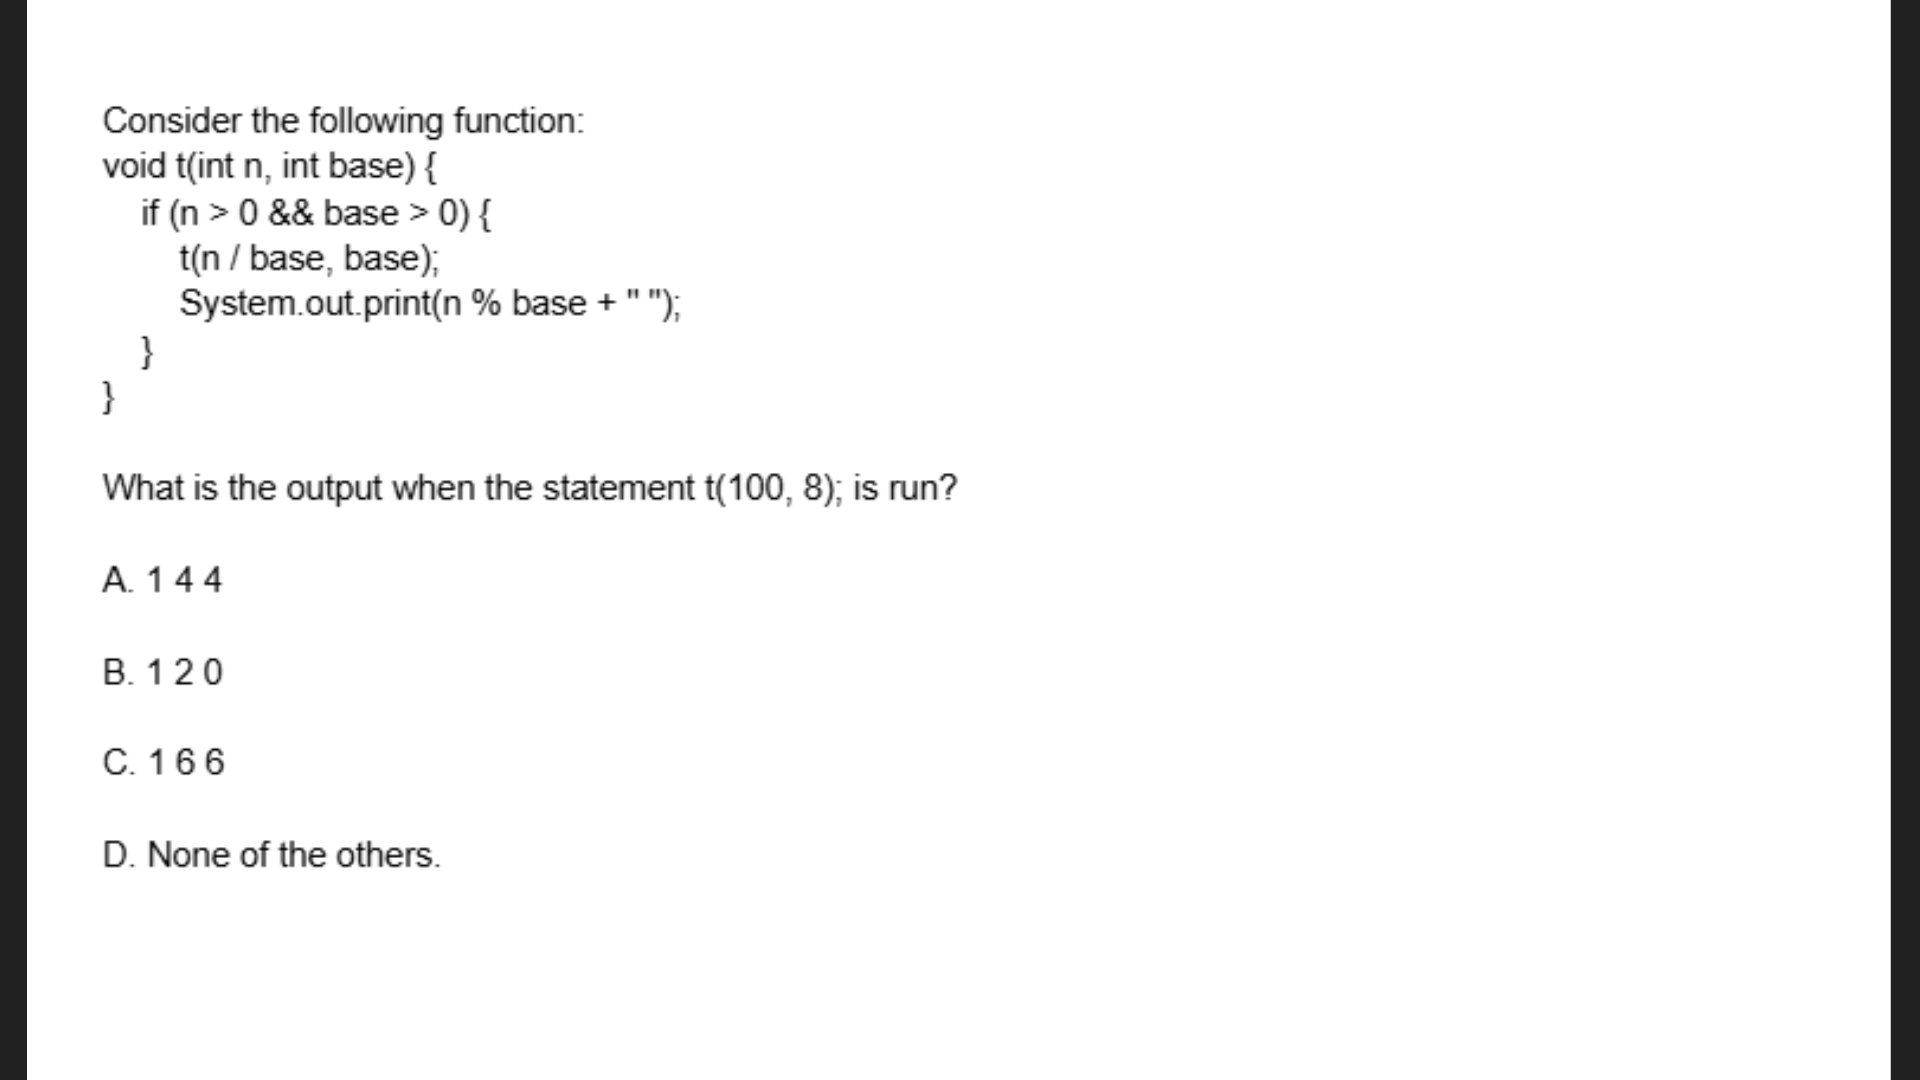 Consider the following function:
void t(int n, int base) {
if (n > 0 && base > 0) {
t(n / base, base);
System.out.print(n % base + " ");
}
}
What is the output when the statement t(100, 8); is run?
A. 1 4 4
B. 1 2 0
C. 1 6 6
D. None of the others.